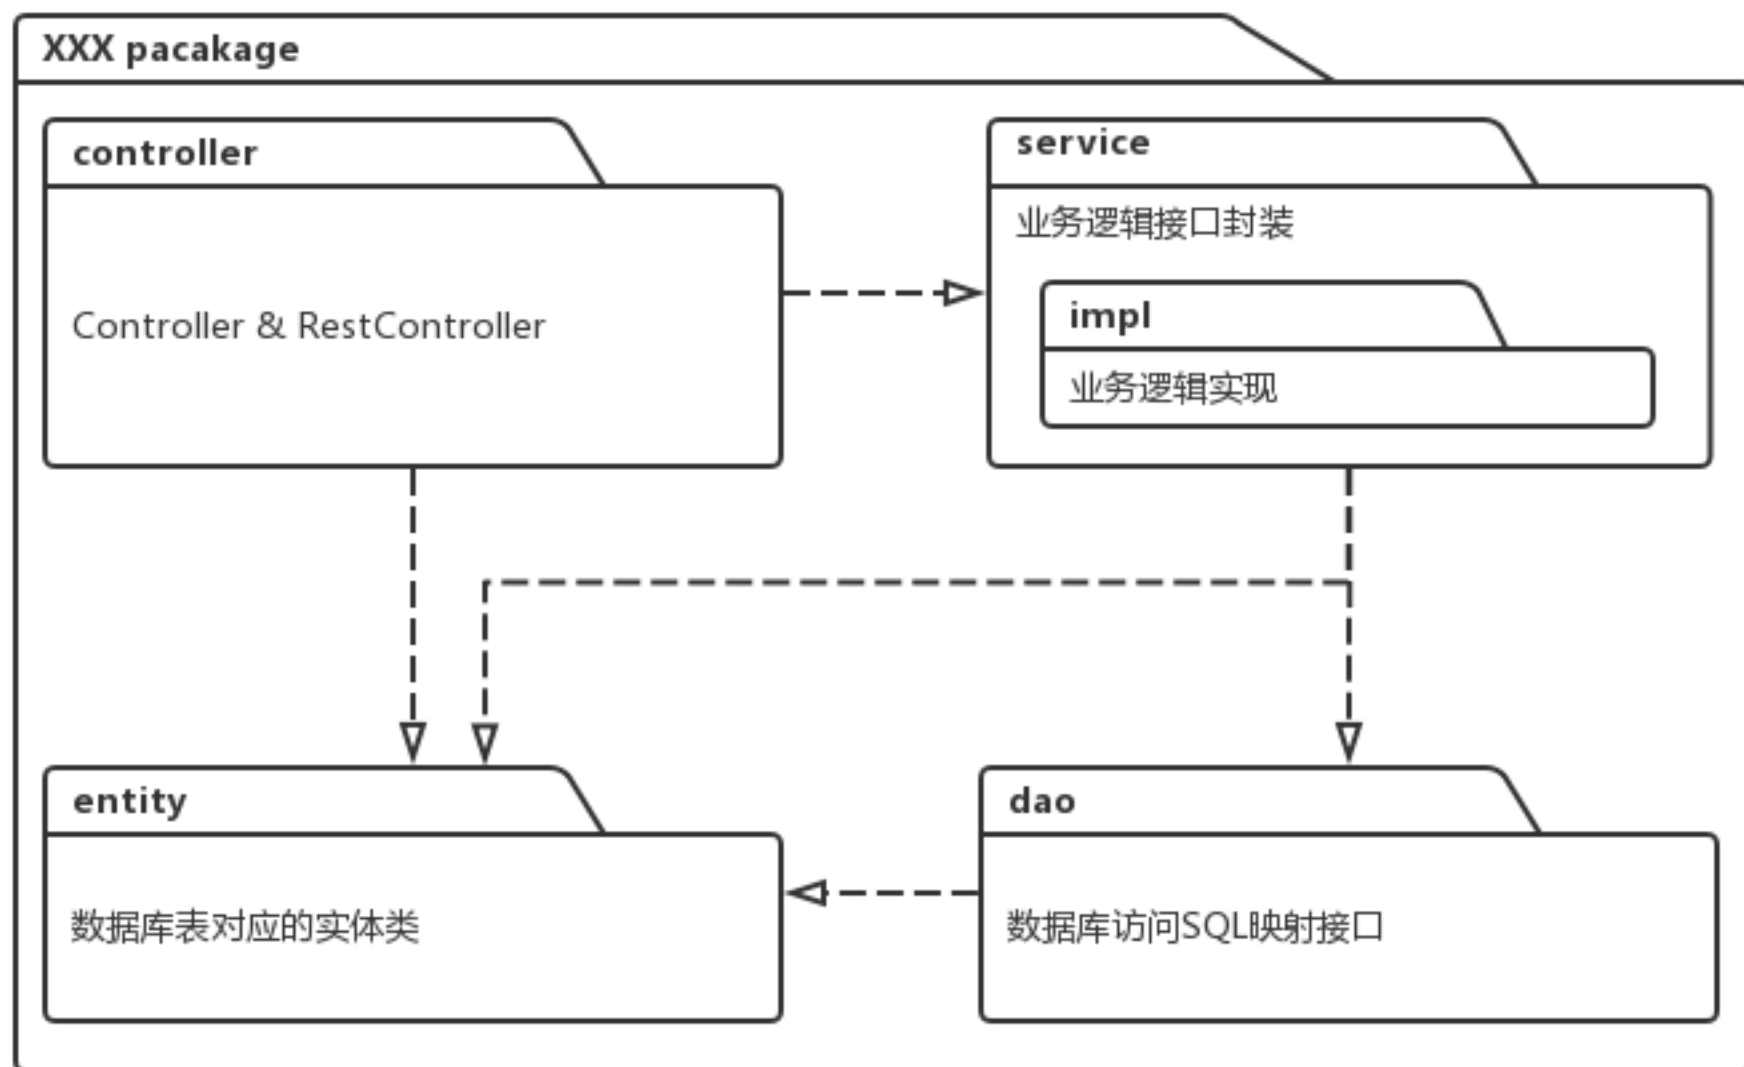 XXX pacakage
controller
Controller & RestController
service
业务逻辑接口封装
impl
业务逻辑实现
entity
数据库表对应的实体类
dao
数据库访问SQL映射接口